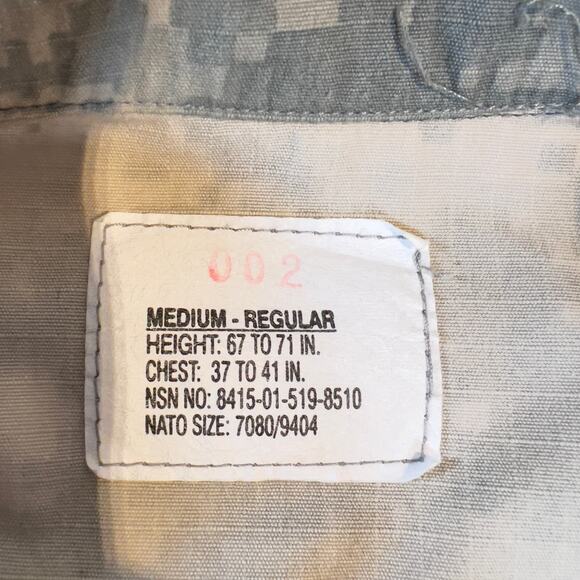 002
MEDIUM - REGULAR
HEIGHT: 67 TO 71 IN.
CHEST: 37 TO 41 IN.
NSN NO: 8415-01-519-8510
NATO SIZE: 7080/9404